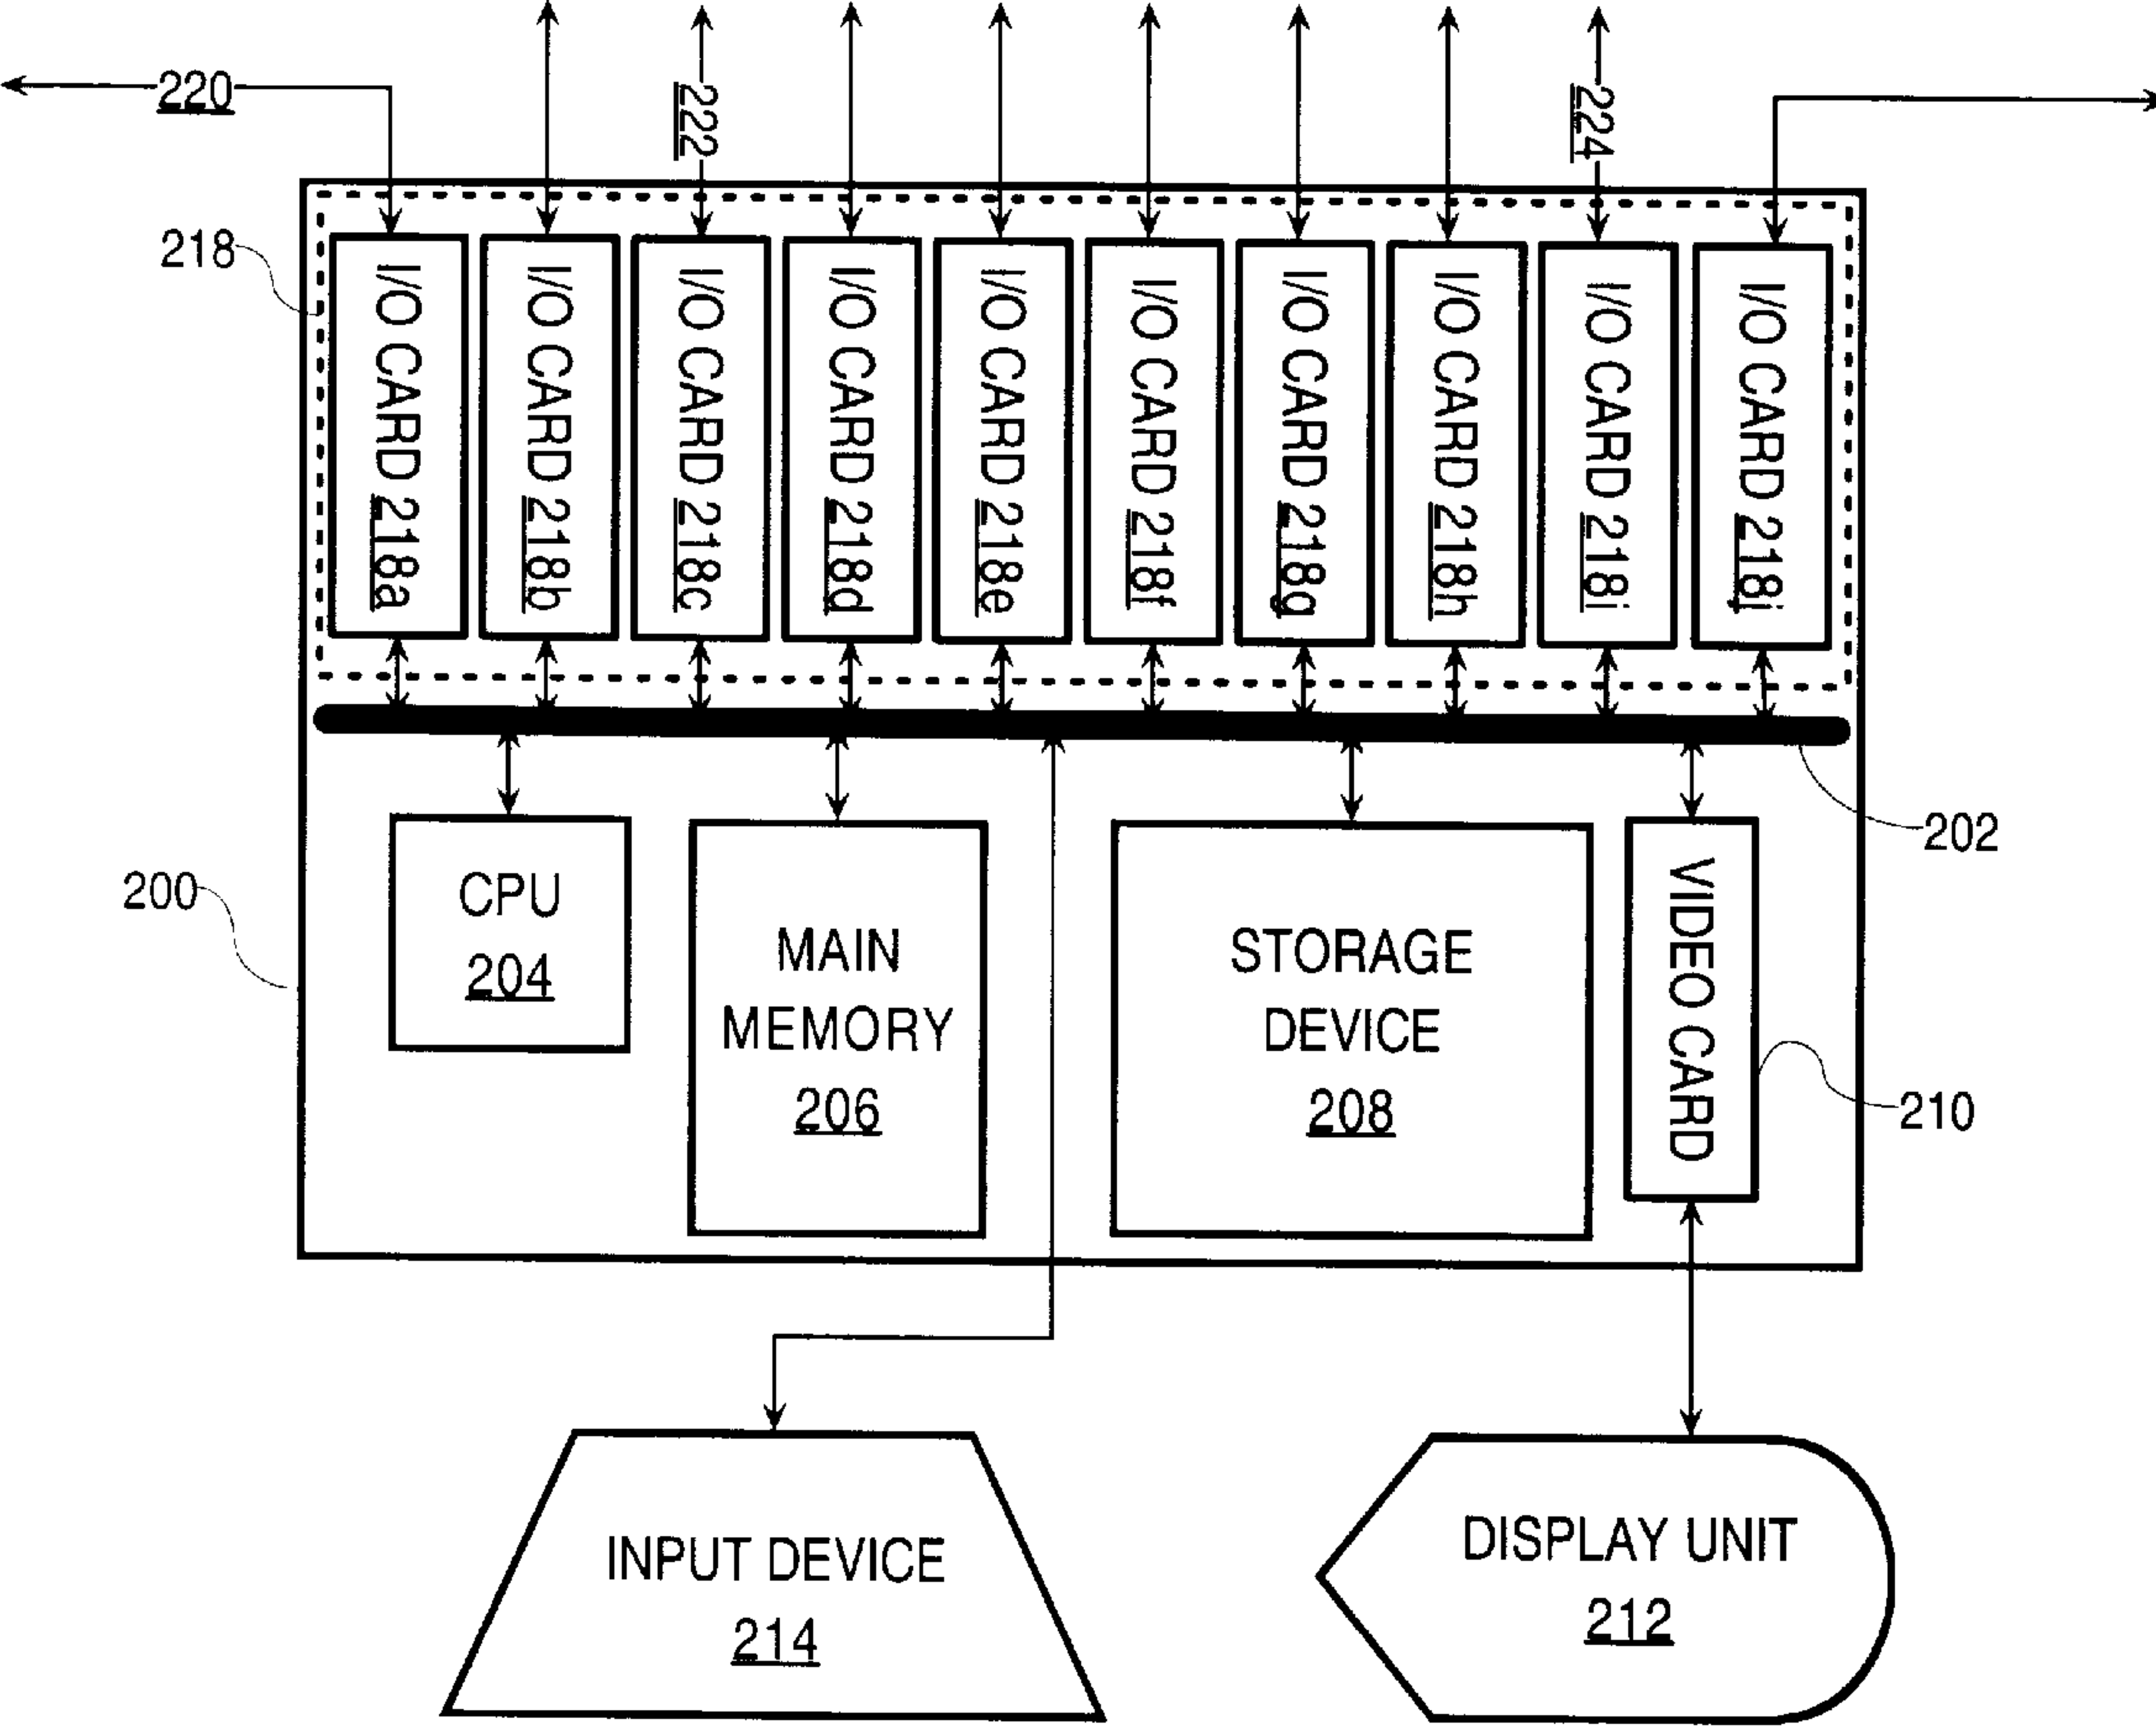 220
222
224
218
I/O CARD 218a
I/O CARD 218b
I/O CARD 218c
I/O CARD 218d
I/O CARD 218e
I/O CARD 218f
I/O CARD 218g
I/O CARD 218h
I/O CARD 218i
I/O CARD 218j
202
200
CPU
204
MAIN
MEMORY
206
STORAGE
DEVICE
208
VIDEO CARD
210
INPUT DEVICE
214
DISPLAY UNIT
212